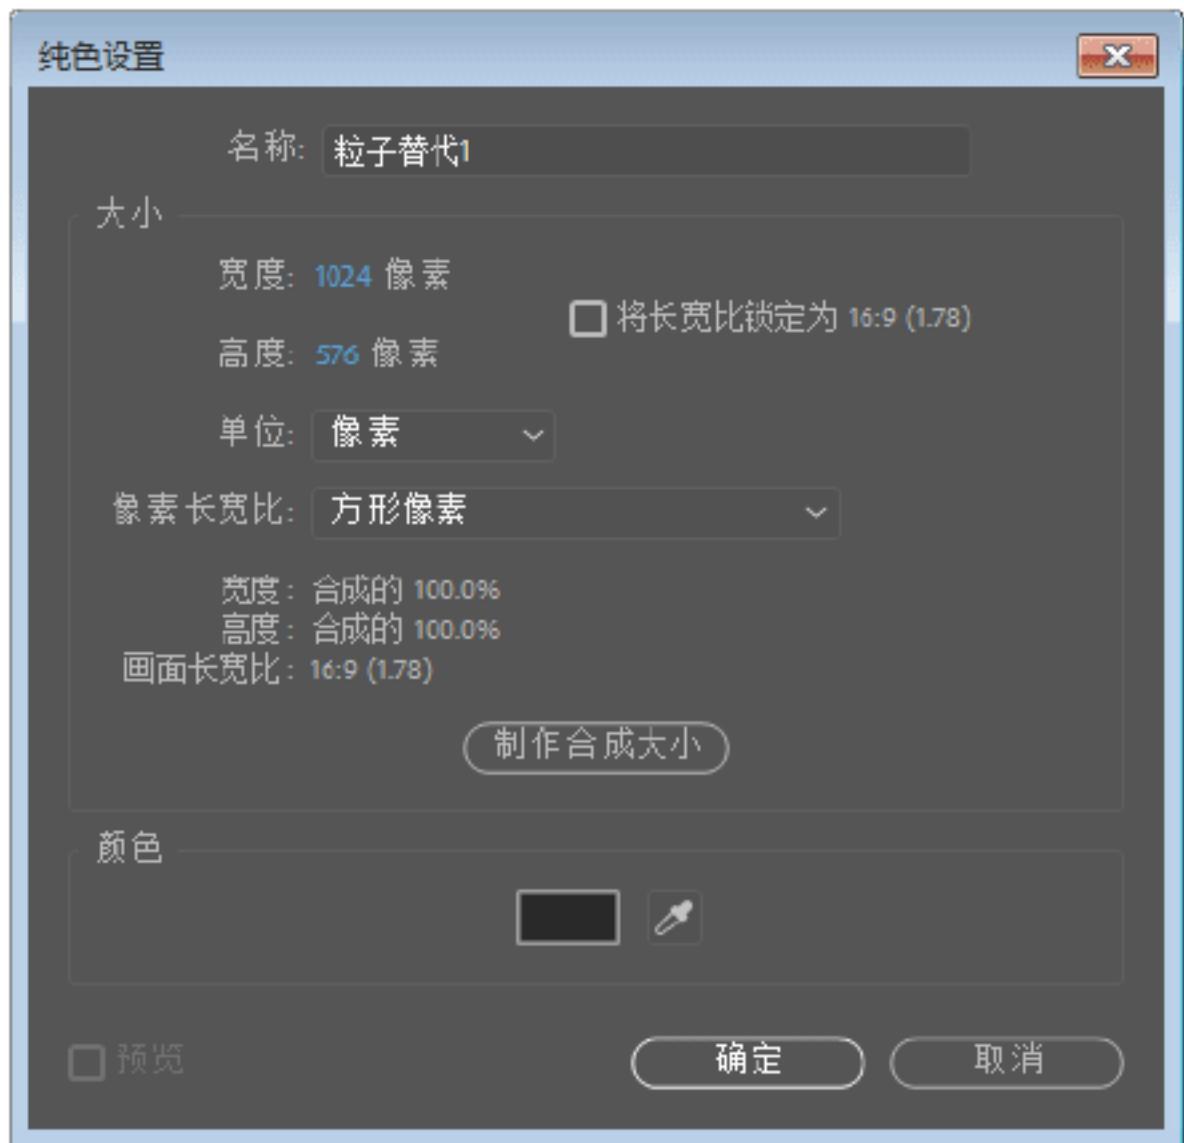 纯色设置
名称: 粒子替代1
大小
宽度: 1024 像素
将长宽比锁定为 16:9 (1.78)
高度: 576 像素
单位: 像素
像素长宽比: 方形像素
宽度: 合成的 100.0%
高度: 合成的 100.0%
画面长宽比: 16:9 (1.78)
制作合成大小
颜色
预览
确定
取消